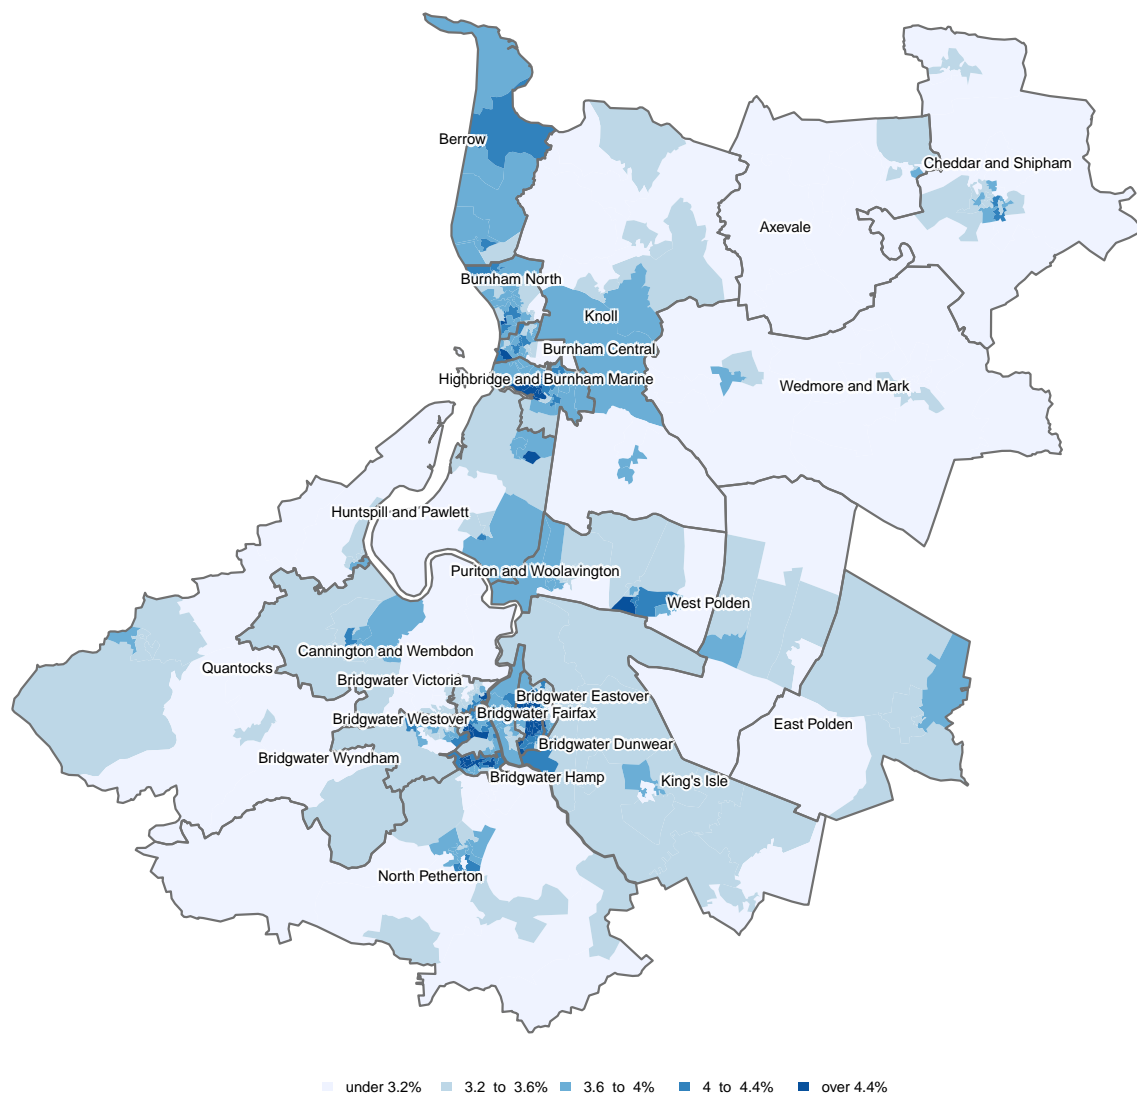 Berrow
Cheddar and Shipham
Axevale
Burnham North
Knoll
Burnham Central
Highbridge and Burnham Marine
Wedmore and Mark
Huntspill and Pawlett
Puriton and Woolavington
West Polden
Cannington and Wembdon
Quantocks
Bridgwater Victoria
Bridgwater Eastover
Bridgwater Fairfax
Bridgwater Westover
East Polden
Bridgwater Dunwear
Bridgwater Wyndham
Bridgwater Hamp
King's Isle
North Petherton
under 3.2% 3.2 to 3.6% 3.6 to 4% 4 to 4.4% over 4.4%